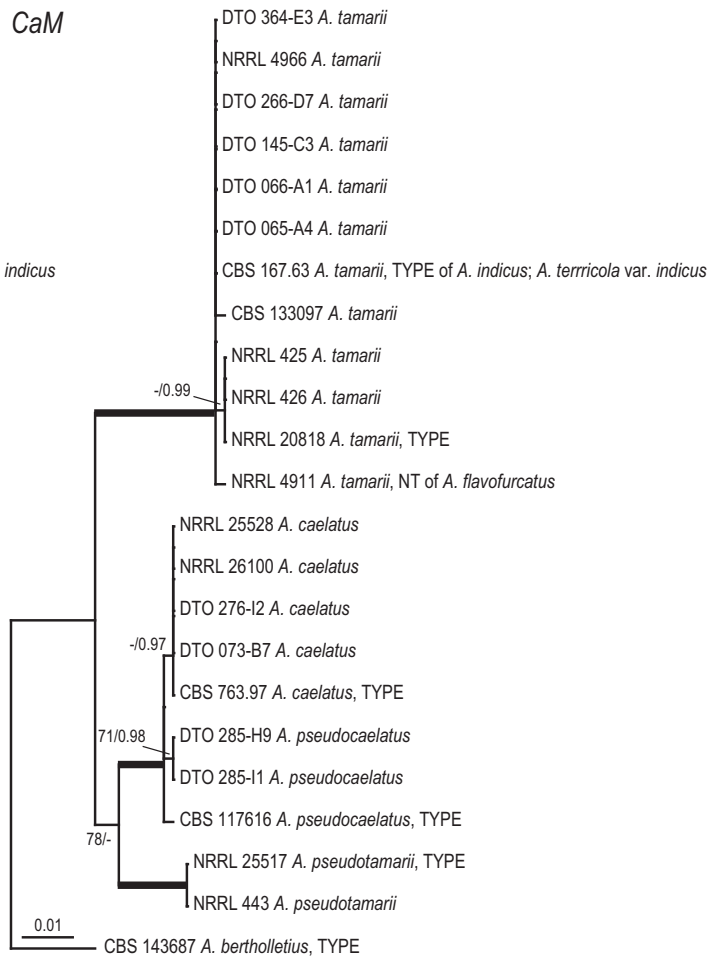 CaM
DTO 364-E3 A. tamarii
NRRL 4966 A. tamarii
DTO 266-D7 A. tamarii
DTO 145-C3 A. tamarii
DTO 066-A1 A. tamarii
DTO 065-A4 A. tamarii
indicus
CBS 167.63 A. tamarii, TYPE of A. indicus; A. terrricola var. indicus
CBS 133097 A. tamarii
NRRL 425 A. tamarii
-/0.99
NRRL 426 A. tamarii
NRRL 20818 A. tamarii, TYPE
NRRL 4911 A. tamarii, NT of A. flavofurcatus
NRRL 25528 A. caelatus
NRRL 26100 A. caelatus
DTO 276-I2 A. caelatus
-/0.97
DTO 073-B7 A. caelatus
CBS 763.97 A. caelatus, TYPE
71/0.98
DTO 285-H9 A. pseudocaelatus
DTO 285-I1 A. pseudocaelatus
CBS 117616 A. pseudocaelatus, TYPE
78/-
NRRL 25517 A. pseudotamarii, TYPE
NRRL 443 A. pseudotamarii
0.01
CBS 143687 A. bertholletius, TYPE